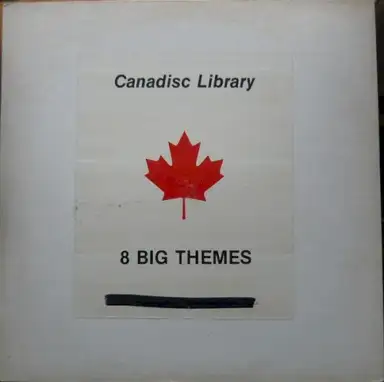 Canadisc Library
8 BIG THEMES